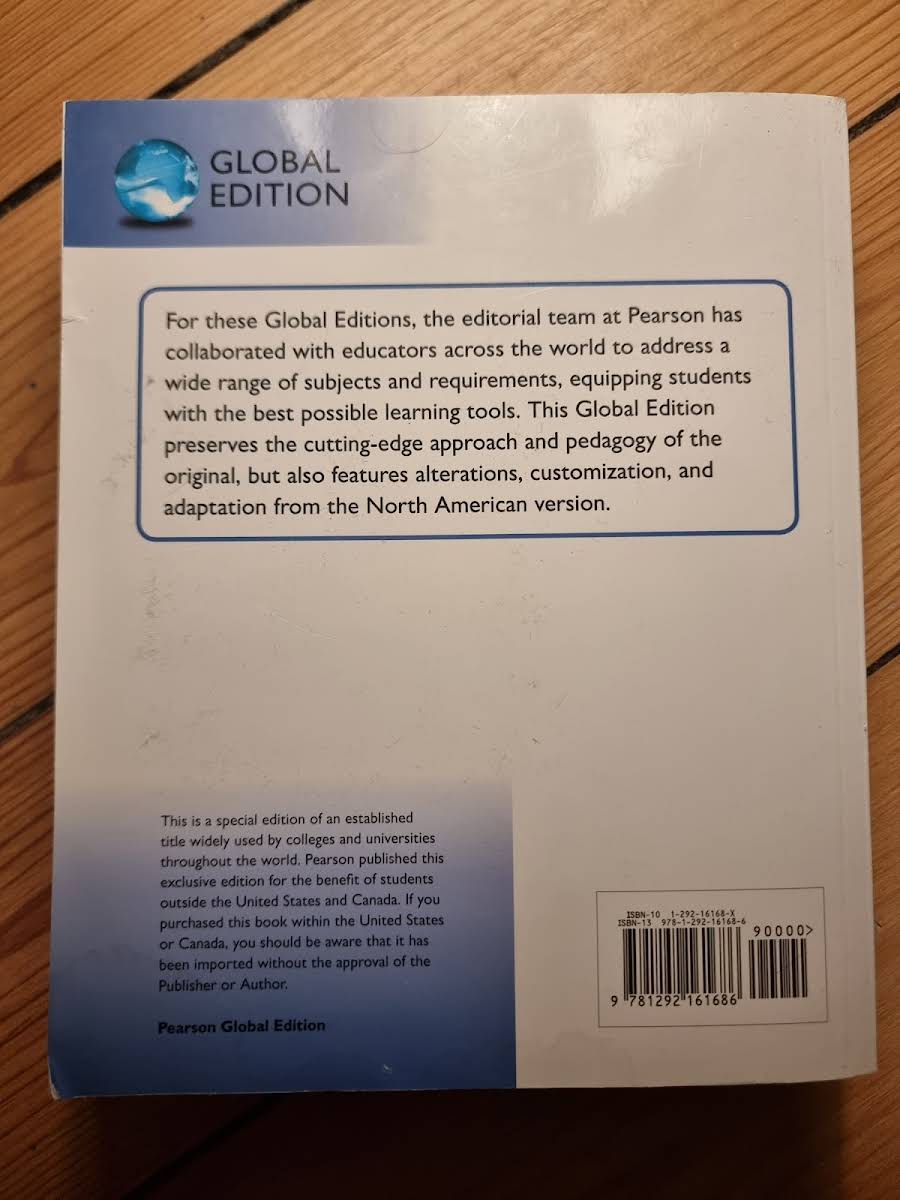 GLOBAL
EDITION
For these Global Editions, the editorial team at Pearson has
collaborated with educators across the world to address a
wide range of subjects and requirements, equipping students
with the best possible learning tools. This Global Edition
preserves the cutting-edge approach and pedagogy of the
original, but also features alterations, customization, and
adaptation from the North American version.
This is a special edition of an established
title widely used by colleges and universities
throughout the world. Pearson published this
exclusive edition for the benefit of students
outside the United States and Canada. If you
purchased this book within the United States
or Canada, you should be aware that it has
been imported without the approval of the
Publisher or Author.
Pearson Global Edition
ISBN-10 1-292-16168-X
ISBN-13 978-1-292-16168-6
90000>
9 781292 161686